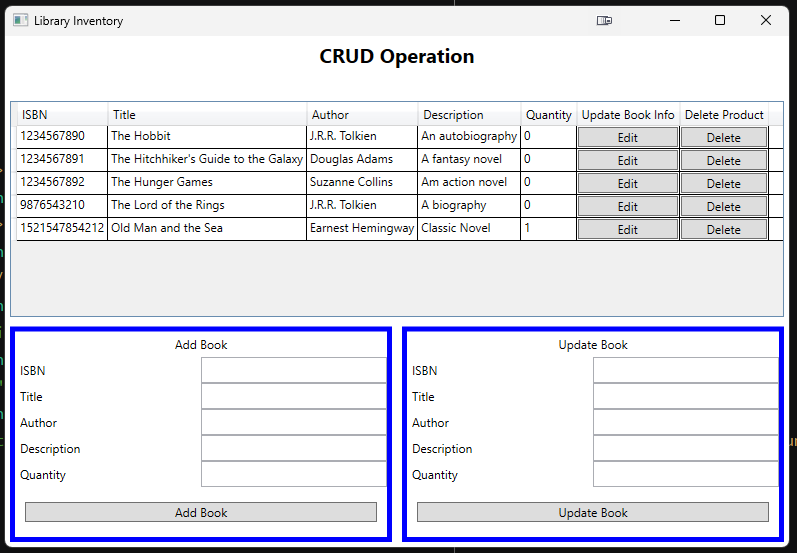 Library Inventory
CRUD Operation
ISBN Title Author Description Quantity Update Book Info Delete Product
1234567890 The Hobbit J.R.R. Tolkien An autobiography 0 Edit Delete
1234567891 The Hitchhiker's Guide to the Galaxy Douglas Adams A fantasy novel 0 Edit Delete
1234567892 The Hunger Games Suzanne Collins Am action novel 0 Edit Delete
9876543210 The Lord of the Rings J.R.R. Tolkien A biography 0 Edit Delete
1521547854212 Old Man and the Sea Earnest Hemingway Classic Novel 1 Edit Delete
Add Book
ISBN
Title
Author
Description
Quantity
Add Book
Update Book
ISBN
Title
Author
Description
Quantity
Update Book